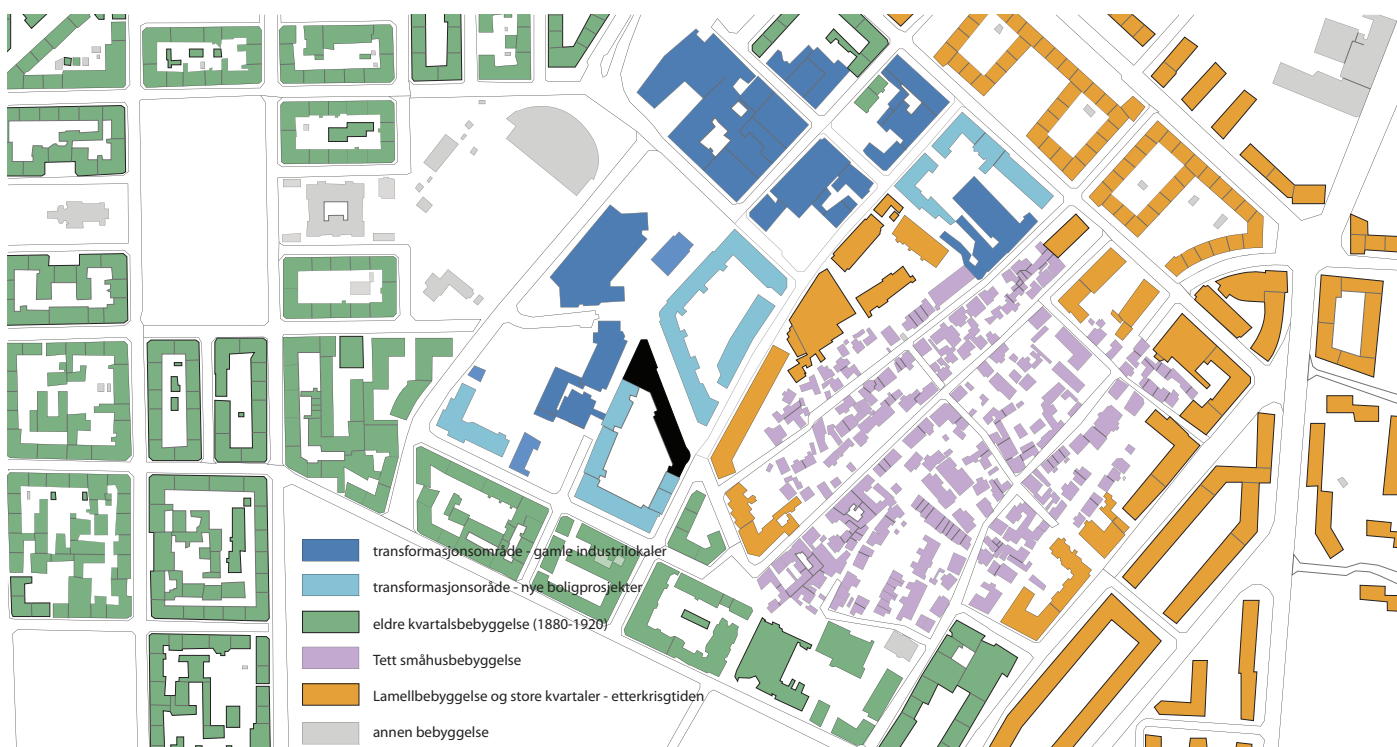 transformasjonsområde - gamle industrilokaler
transformasjonsoråde - nye boligprosjekter
eldre kvartalsbebyggelse (1880-1920)
Tett småhusbebyggelse
Lamellbebyggelse og store kvartaler - etterkrigstiden
annen bebyggelse